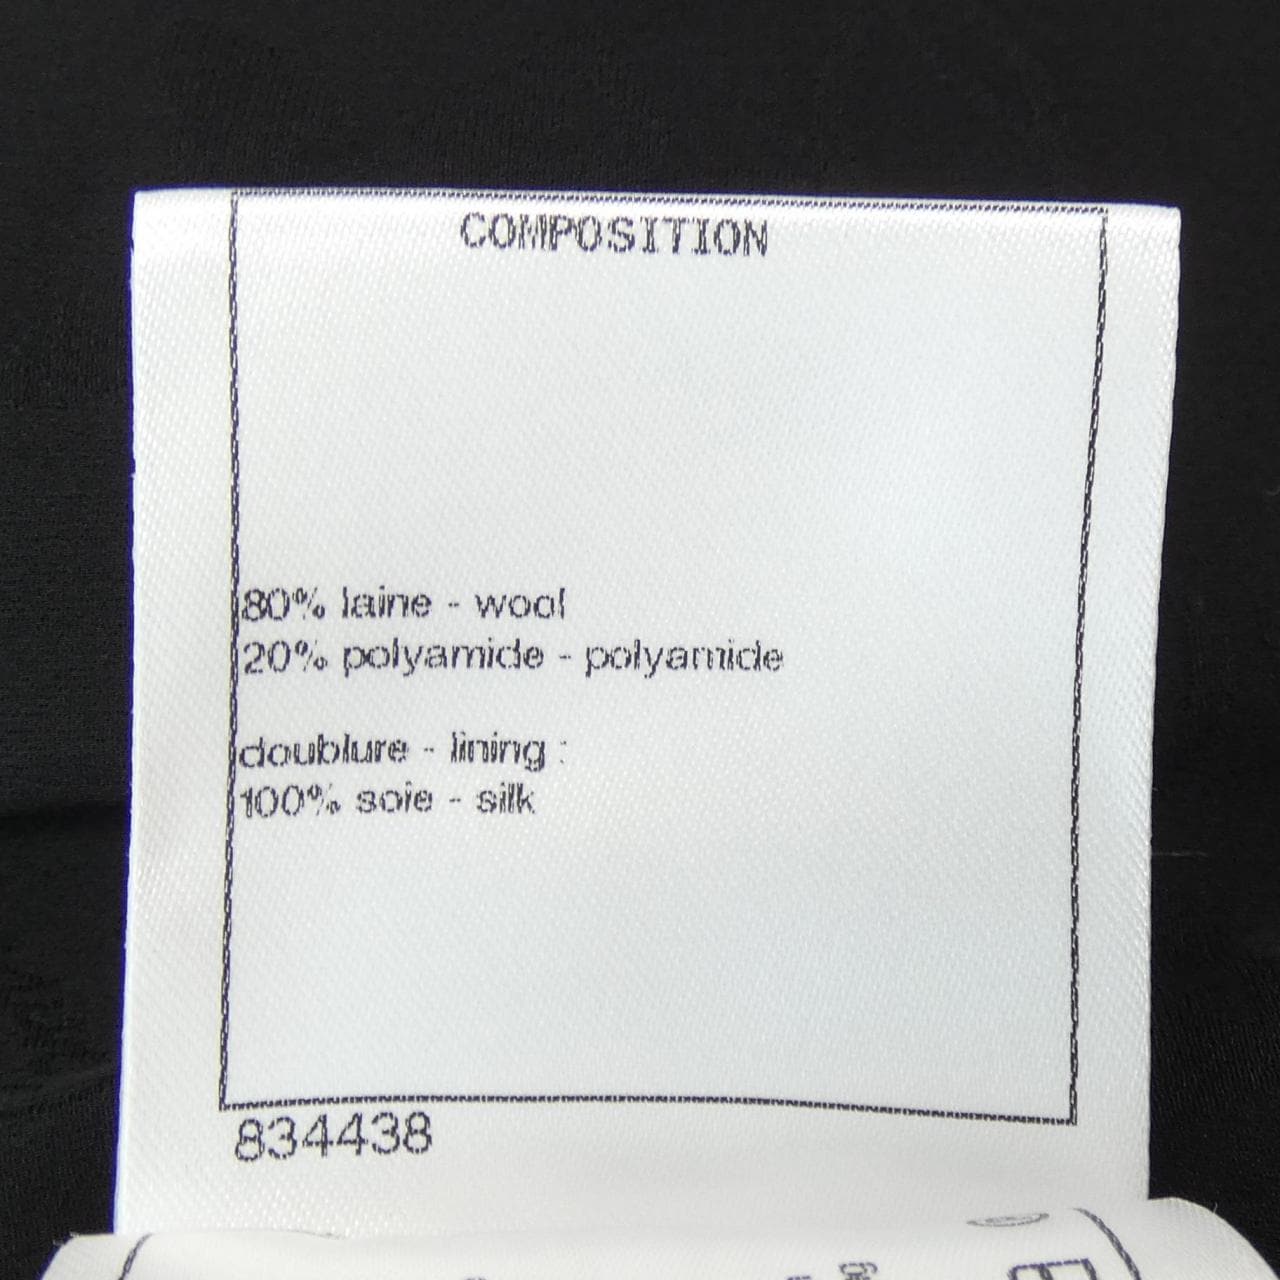 COMPOSITION
80% laine - wool
20% polyamide - polyamide
doublure - lining :
100% soie - silk
834438